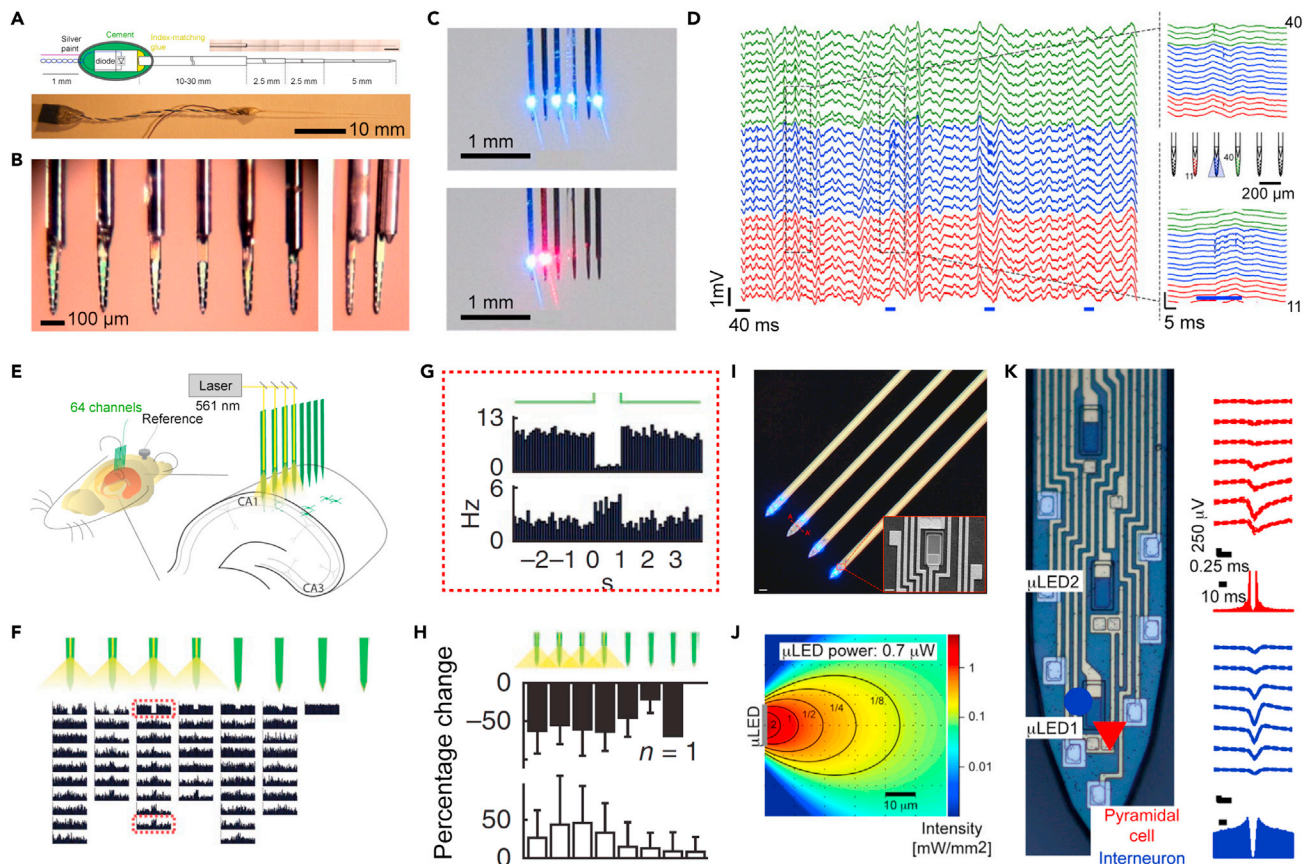 A
Silver
paint
Cement
Index-matching
glue
diode
1 mm
10-30 mm
2.5 mm
2.5 mm
5 mm
10 mm
B
100 µm
C
1 mm
1 mm
D
1mV
40 ms
40
11
40
200 µm
11
5 ms
E
Laser
561 nm
64 channels
Reference
CA1
CA3
F
G
13
0
6
0
Hz
−2 −1 0 1 2 3
s
H
Percentage change
0
−50
n = 1
50
0
I
J
µLED power: 0.7 µW
µLED
2
1
1/2
1/4
1/8
10 µm
1
0.1
0.01
Intensity
[mW/mm2]
K
µLED2
µLED1
Pyramidal
cell
Interneuron
250 µV
0.25 ms
10 ms